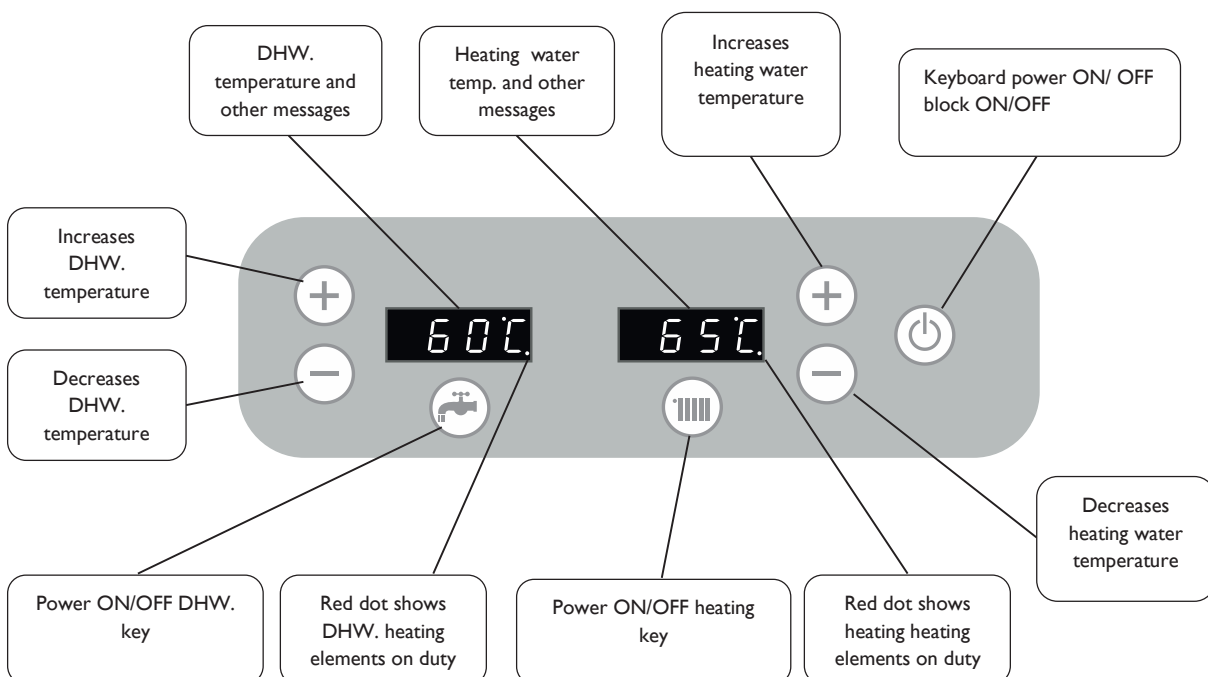 DHW.
temperature and
other messages
Heating water
temp. and other
messages
Increases
heating water
temperature
Keyboard power ON/ OFF
block ON/OFF
Increases
DHW.
temperature
60°C.
65°C.
Decreases
DHW.
temperature
Decreases
heating water
temperature
Power ON/OFF DHW.
key
Red dot shows
DHW. heating
elements on duty
Power ON/OFF heating
key
Red dot shows
heating heating
elements on duty